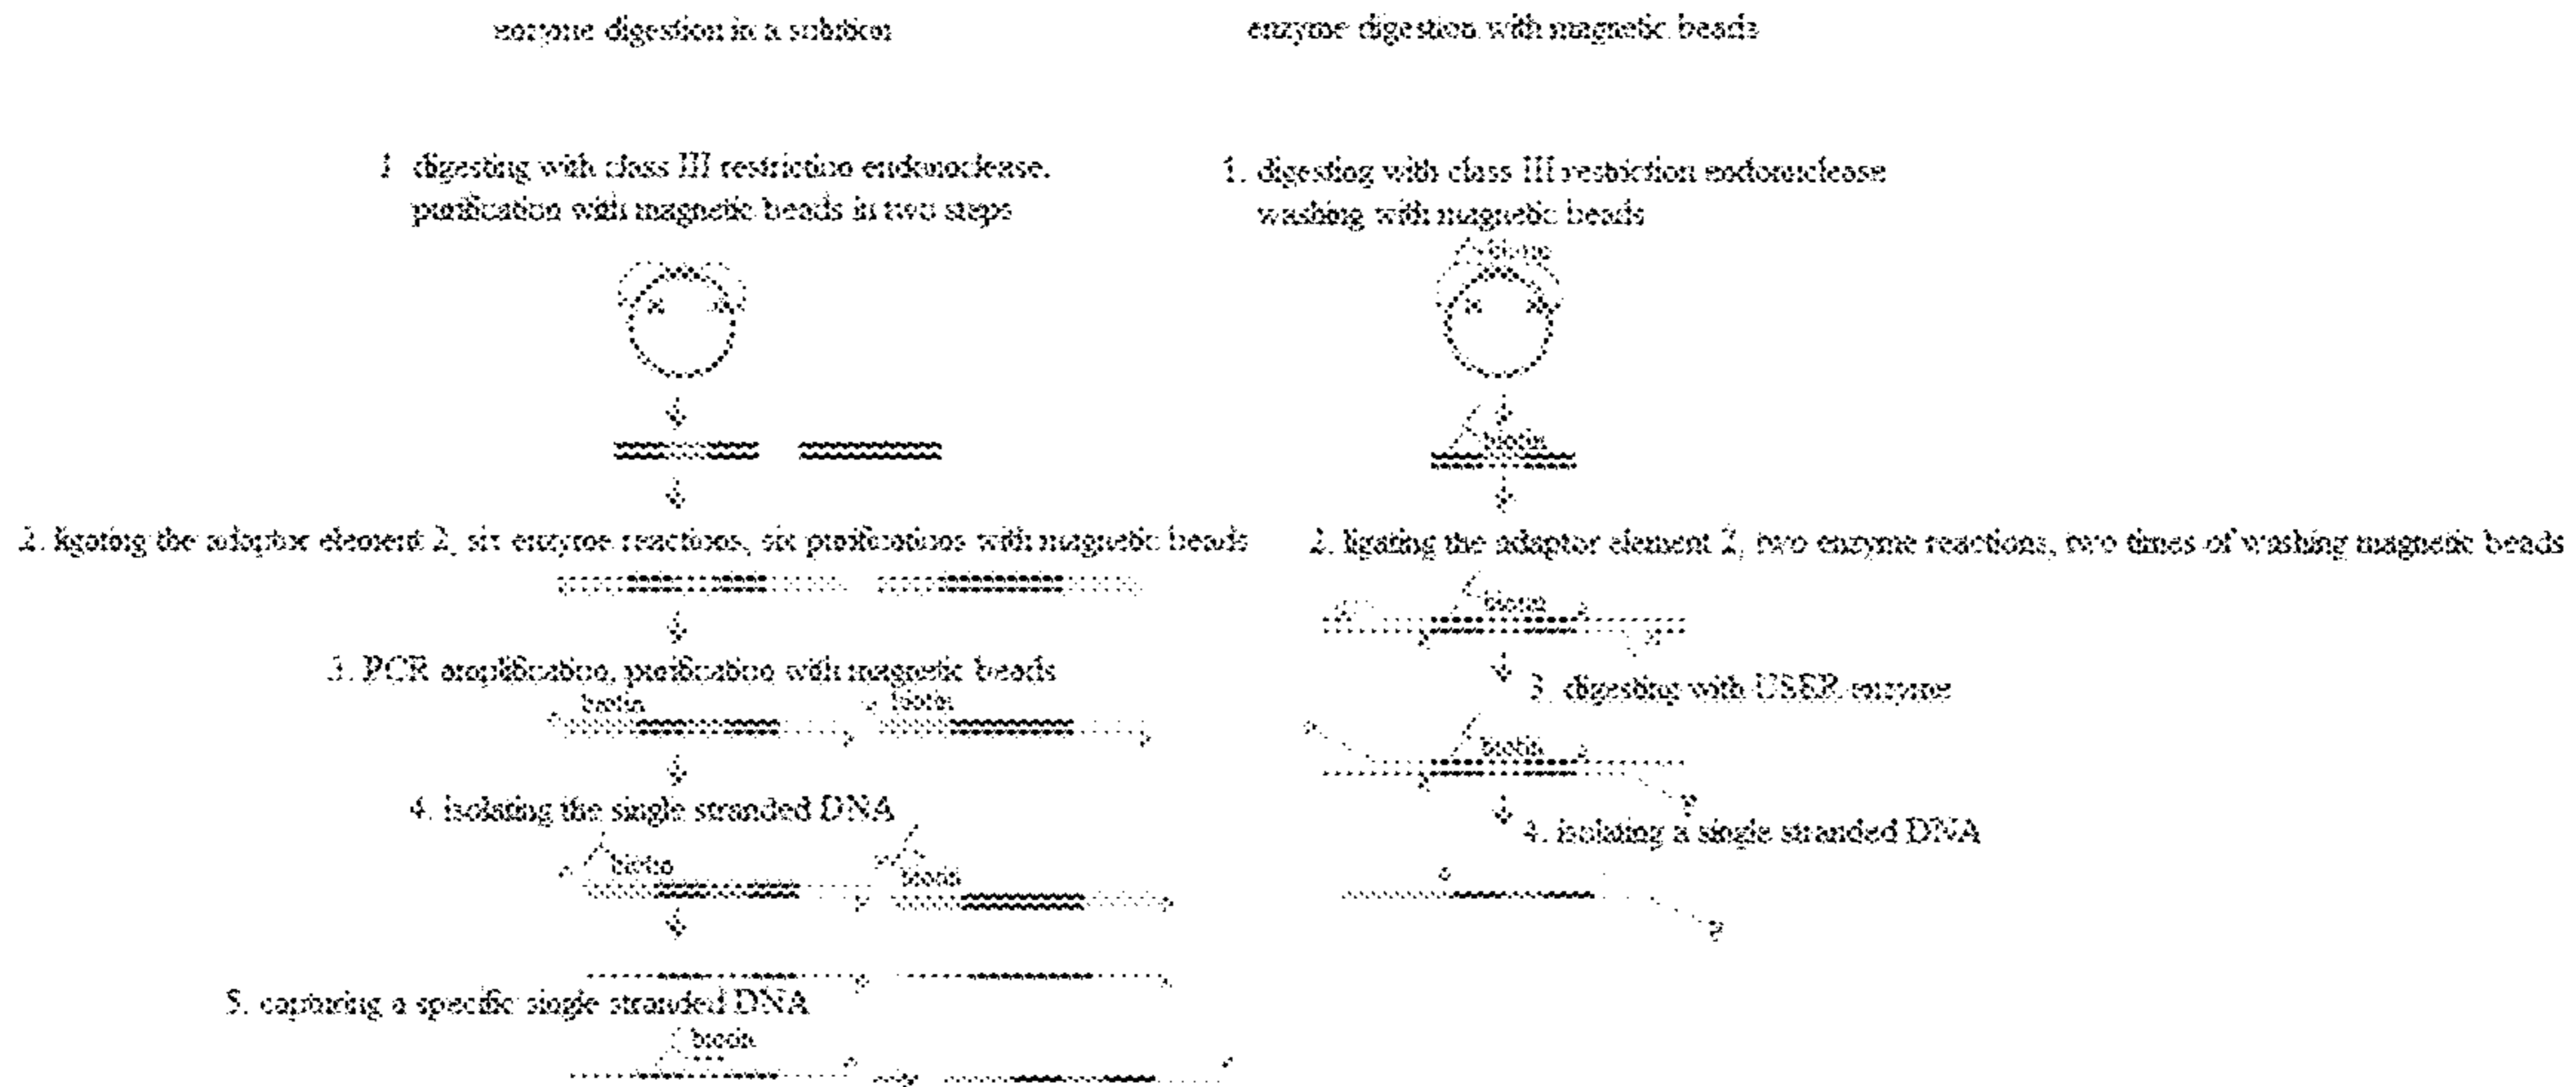 enzyme digestion in a solution
enzyme digestion with magnetic beads
1 digesting with class III restriction endonuclease.
purification with magnetic beads in two steps
1. digesting with class III restriction endonuclease
washing with magnetic beads
biotin
biotin
2. ligating the adaptor element 2, six enzyme reactions, six purifications with magnetic beads
2. ligating the adaptor element 2, two enzyme reactions, two times of washing magnetic beads
biotin
3. PCR amplification, purification with magnetic beads
biotin
biotin
3. digesting with USER enzyme
biotin
4. isolating the single stranded DNA
biotin
biotin
4. isolating a single stranded DNA
5. capturing a specific single stranded DNA
biotin